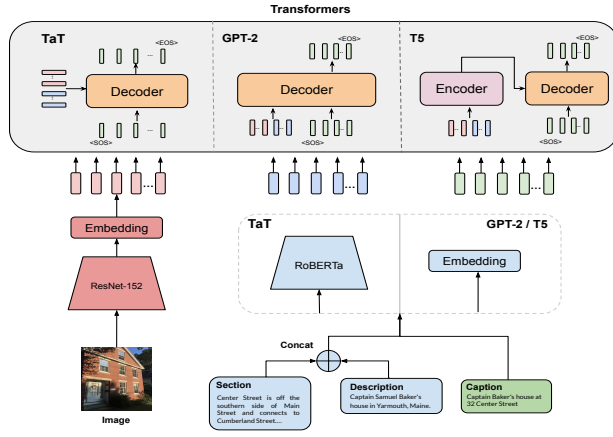 Transformers
TaT
GPT-2
T5
<EOS>
<EOS>
<EOS>
Decoder
Decoder
Encoder
Decoder
<SOS>
<SOS>
<SOS>
Embedding
ResNet-152
Image
TaT
GPT-2 / T5
RoBERTa
Embedding
Concat
Section
Center Street is off the
southern side of Main
Street and connects to
Cumberland Street....
Description
Captain Samuel Baker's
house in Yarmouth, Maine.
Caption
Captain Baker's house at
32 Center Street